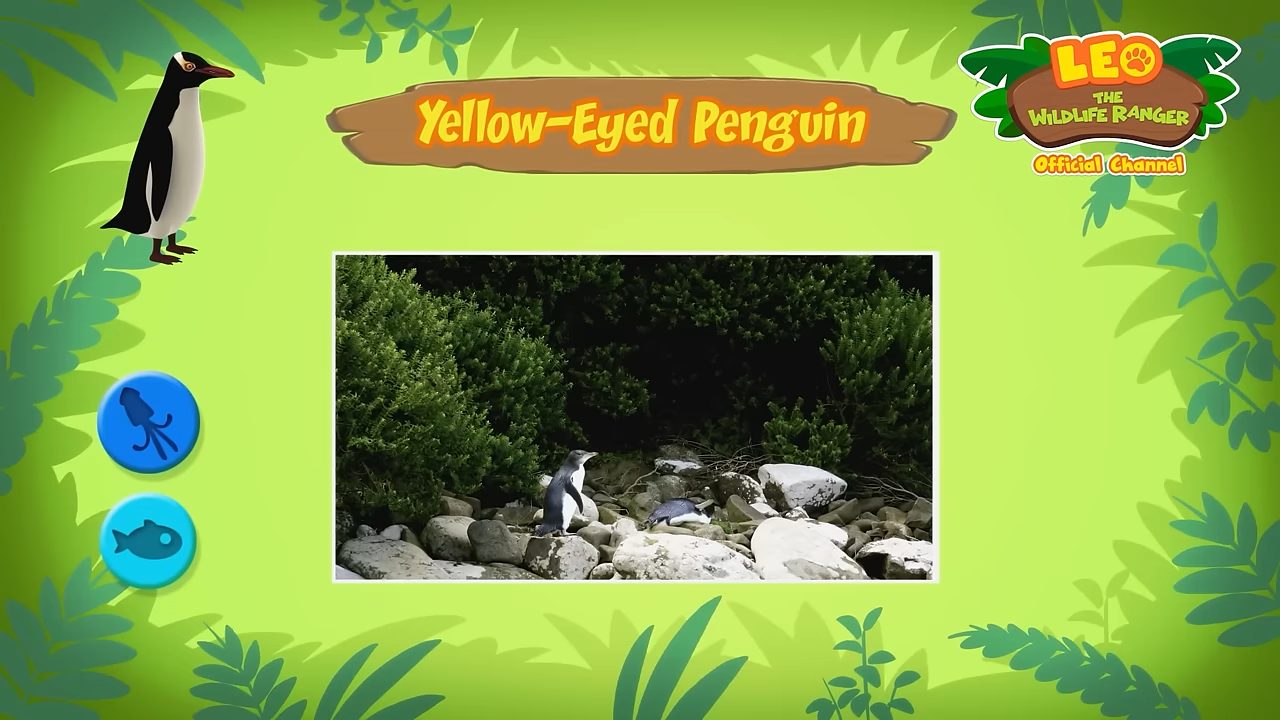 Yellow-Eyed Penguin
LEO
THE
WILDLIFE RANGER
Official Channel